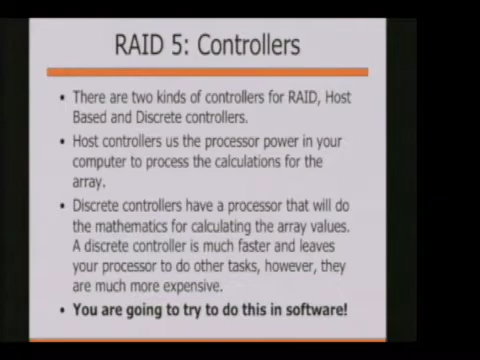 RAID 5: Controllers
• There are two kinds of controllers for RAID, Host
Based and Discrete controllers.
• Host controllers us the processor power in your
computer to process the calculations for the
array.
• Discrete controllers have a processor that will do
the mathematics for calculating the array values.
A discrete controller is much faster and leaves
your processor to do other tasks, however, they
are much more expensive.
• You are going to try to do this in software!